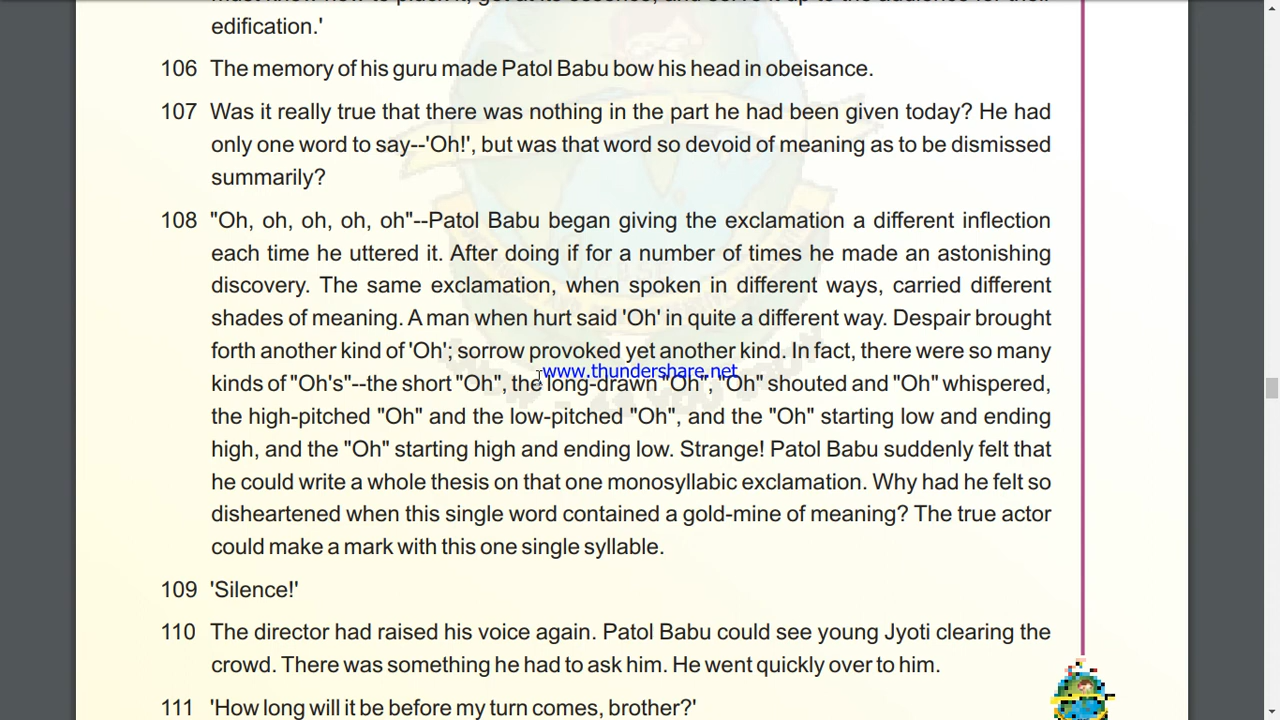 edification.'
106 The memory of his guru made Patol Babu bow his head in obeisance.
107 Was it really true that there was nothing in the part he had been given today? He had
only one word to say--'Oh!', but was that word so devoid of meaning as to be dismissed
summarily?
108 "Oh, oh, oh, oh, oh"--Patol Babu began giving the exclamation a different inflection
each time he uttered it. After doing if for a number of times he made an astonishing
discovery. The same exclamation, when spoken in different ways, carried different
shades of meaning. A man when hurt said 'Oh' in quite a different way. Despair brought
forth another kind of 'Oh'; sorrow provoked yet another kind. In fact, there were so many
www.thundershare.net
kinds of "Oh's"--the short "Oh", the long-drawn "Oh", "Oh" shouted and "Oh" whispered,
the high-pitched "Oh" and the low-pitched "Oh", and the "Oh" starting low and ending
high, and the "Oh" starting high and ending low. Strange! Patol Babu suddenly felt that
he could write a whole thesis on that one monosyllabic exclamation. Why had he felt so
disheartened when this single word contained a gold-mine of meaning? The true actor
could make a mark with this one single syllable.
109 'Silence!'
110 The director had raised his voice again. Patol Babu could see young Jyoti clearing the
crowd. There was something he had to ask him. He went quickly over to him.
111 'How long will it be before my turn comes, brother?'